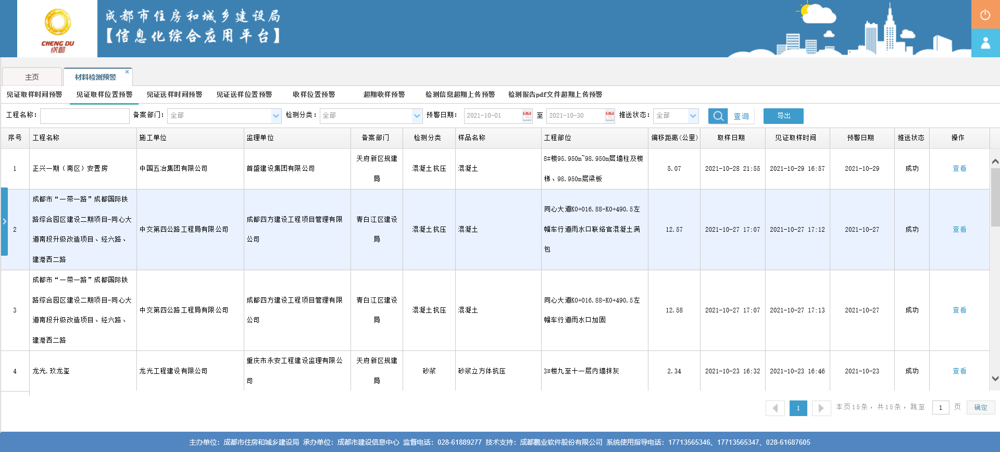 CHENG DU
成都
成都市住房和城乡建设局
【信息化综合应用平台】
主页 材料检测预警 ×
见证取样时间预警 见证取样位置预警 见证送样时间预警 见证送样位置预警 收样位置预警 超期收样预警 检测信息超期上传预警 检测报告pdf文件超期上传预警
工程名称： 备案部门： 全部 检测分类： 全部 预警日期： 2021-10-01 至 2021-10-30 推送状态： 全部 查询 导出
序号 工程名称 施工单位 监理单位 备案部门 检测分类 样品名称 工程部位 偏移距离(公里) 取样日期 见证取样时间 预警日期 推送状态 操作
1 正兴一期（南区）安置房 中国五冶集团有限公司 首盛建设集团有限公司 天府新区规建
局 混凝土抗压 混凝土 8#楼95.950m~98.950m层墙柱及楼
梯、98.950m层梁板 5.07 2021-10-28 21:55 2021-10-29 16:57 2021-10-29 成功 查看
2 成都市“一带一路”成都国际铁
路综合园区建设二期项目-同心大
道南段升级改造项目、经六路、
建港西二路 中交第四公路工程局有限公司 成都四方建设工程项目管理有限
公司 青白江区建设
局 混凝土抗压 混凝土 同心大道K0+016.88-K0+490.5左
幅车行道雨水口联络官混凝土满
包 12.57 2021-10-27 17:07 2021-10-27 17:12 2021-10-27 成功 查看
3 成都市“一带一路”成都国际铁
路综合园区建设二期项目-同心大
道南段升级改造项目、经六路、
建港西二路 中交第四公路工程局有限公司 成都四方建设工程项目管理有限
公司 青白江区建设
局 混凝土抗压 混凝土 同心大道K0+016.88-K0+490.5左
幅车行道雨水口加固 12.58 2021-10-27 17:07 2021-10-27 17:13 2021-10-27 成功 查看
4 龙光.玖龙玺 龙光工程建设有限公司 重庆市永安工程建设监理有限公
司 天府新区规建
局 砂浆 砂浆立方体抗压 3#楼九至十一层内墙抹灰 2.34 2021-10-23 16:32 2021-10-23 16:46 2021-10-23 成功 查看
1 本页15条，共15条，跳至 1 页 确定
主办单位：成都市住房和城乡建设局 承办单位：成都市建设信息中心 监督电话：028-61889277 技术支持：成都鹏业软件股份有限公司 系统使用指导电话：17713565346、17713565347、028-61687605